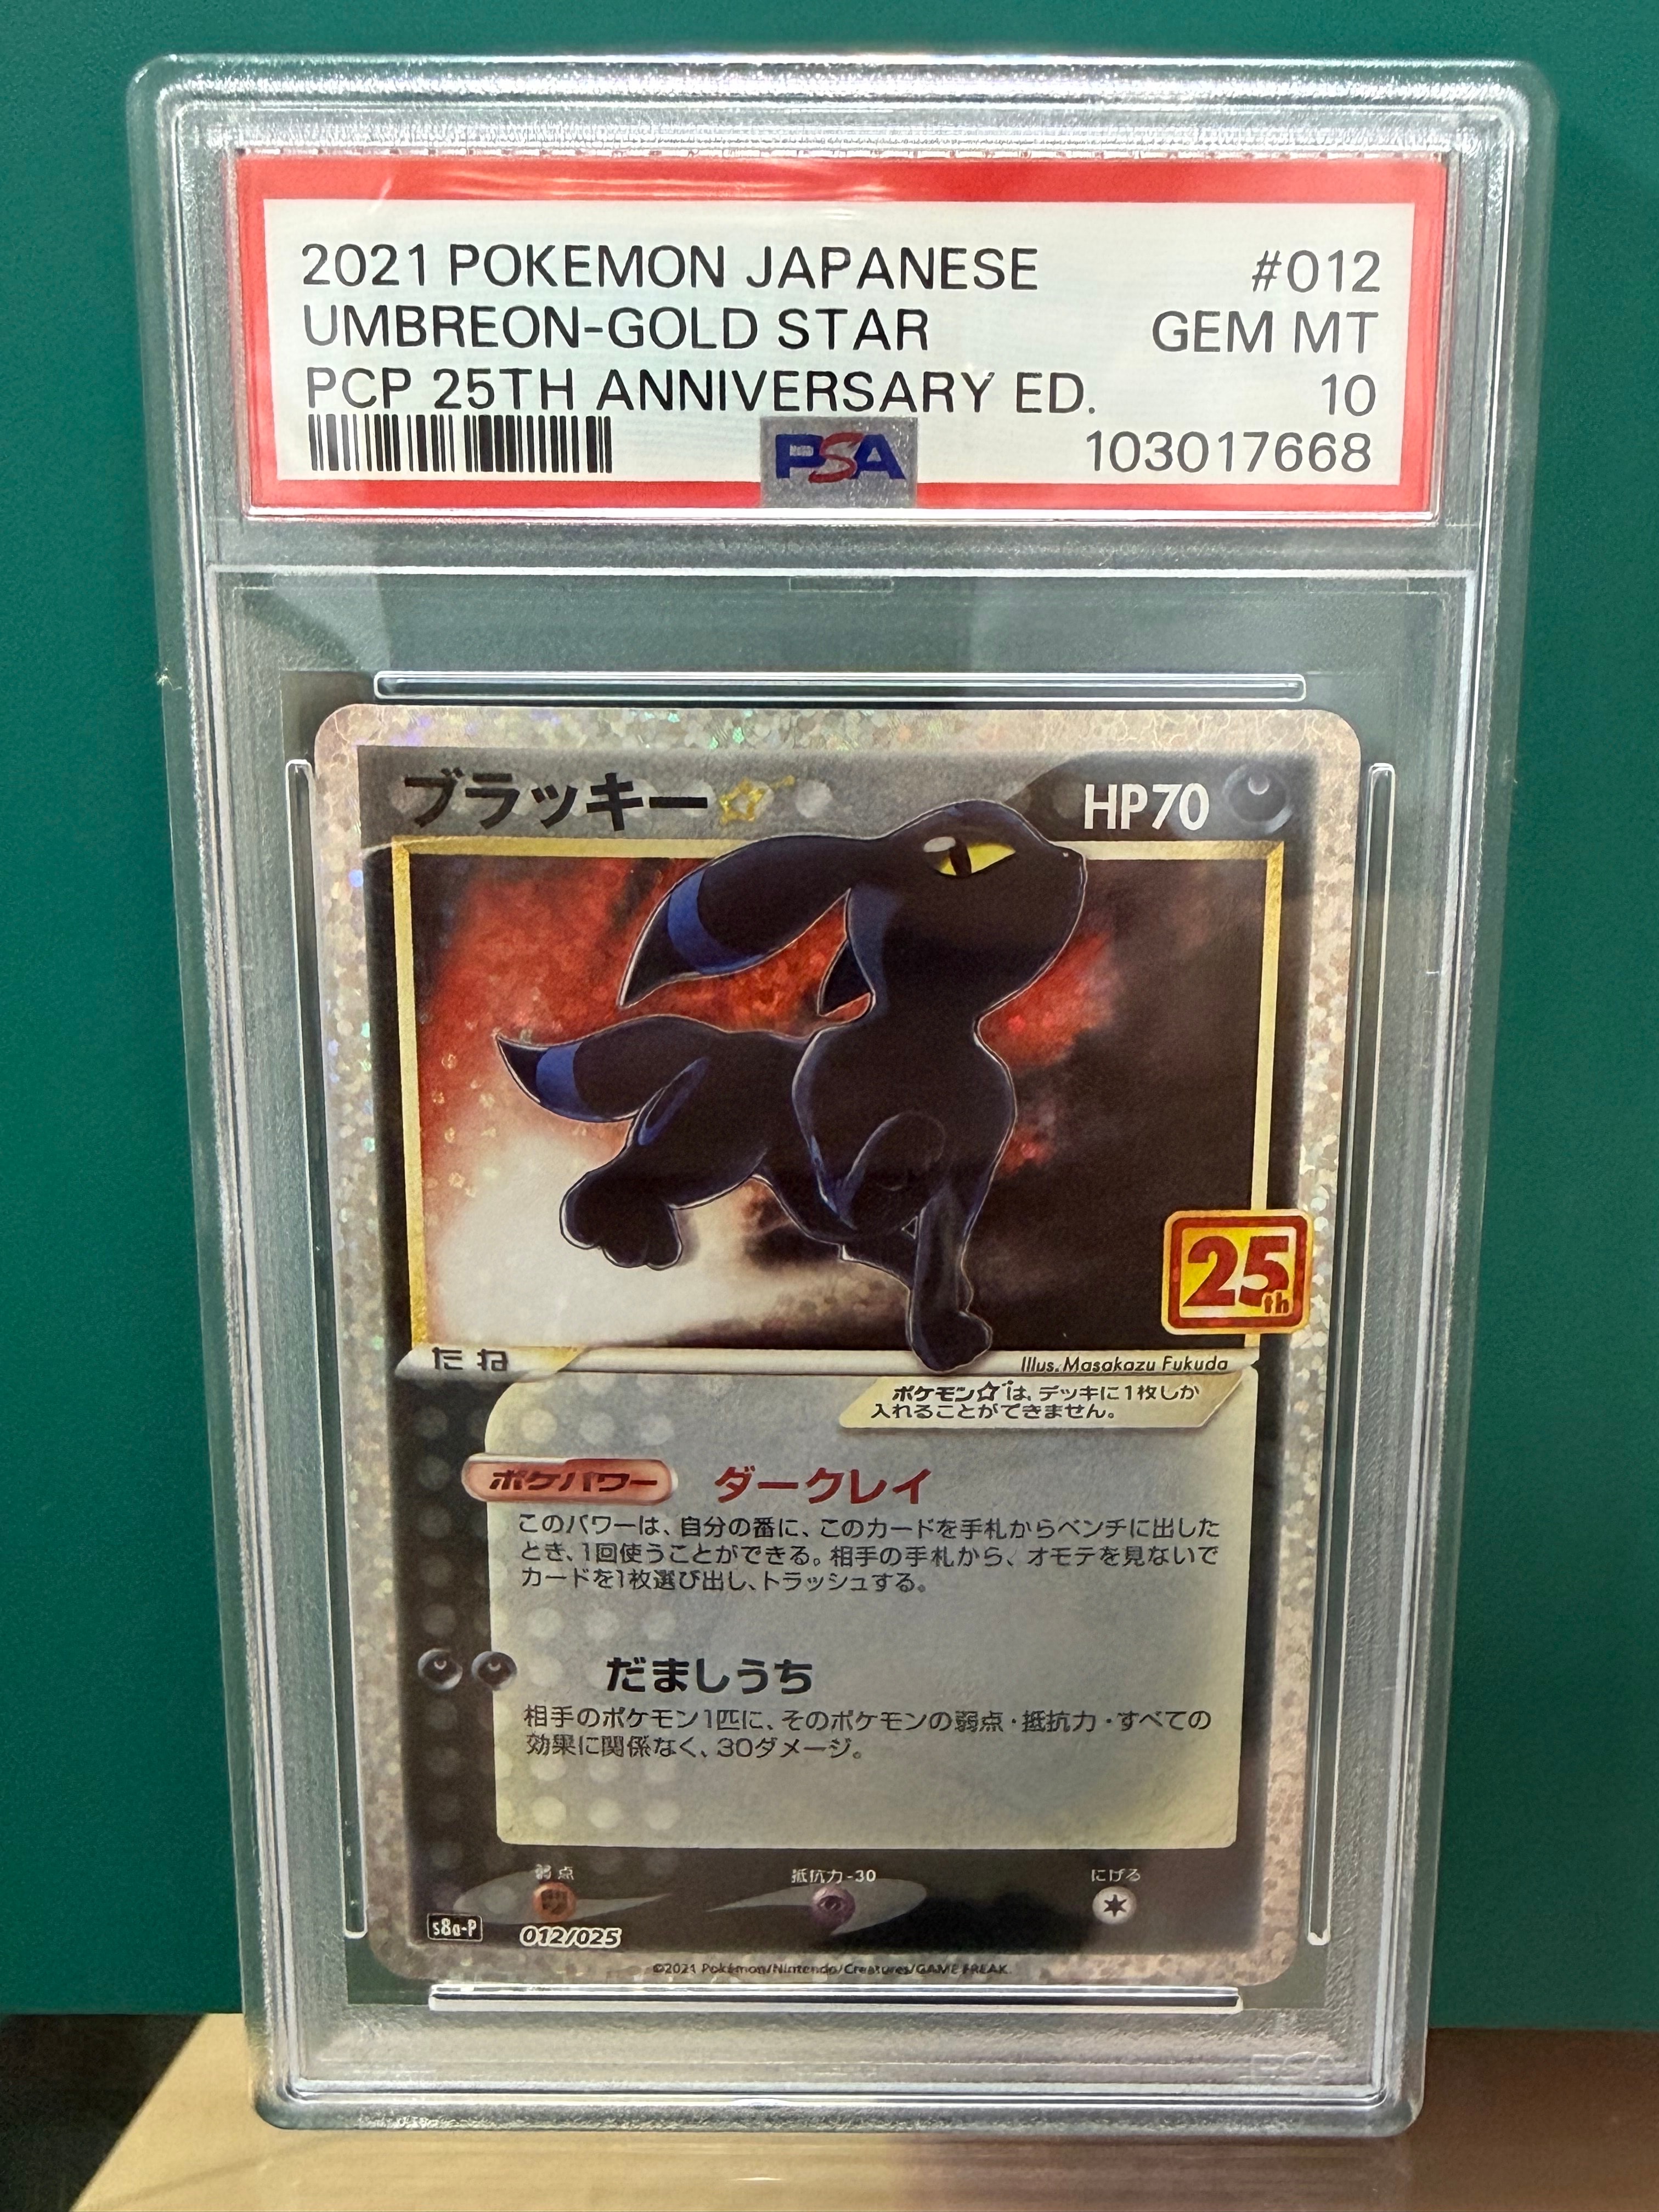 2021 POKEMON JAPANESE #012
UMBREON-GOLD STAR GEM MT
PCP 25TH ANNIVERSARY ED. 10
PSA 103017668
ブラッキー☆ HP70
25th
たね
Illus. Masakazu Fukuda
ポケモン☆は、デッキに1枚しか
入れることができません。
ポケパワー ダークレイ
このパワーは、自分の番に、このカードを手札からベンチに出した
とき、1回使うことができる。相手の手札から、オモテを見ないで
カードを1枚選び出し、トラッシュする。
だましうち
相手のポケモン1匹に、そのポケモンの弱点・抵抗力・すべての
効果に関係なく、30ダメージ。
弱点 抵抗力-30 にげる
s8a-P 012/025
©2021 Pokémon/Nintendo/Creatures/GAME FREAK.
PSA